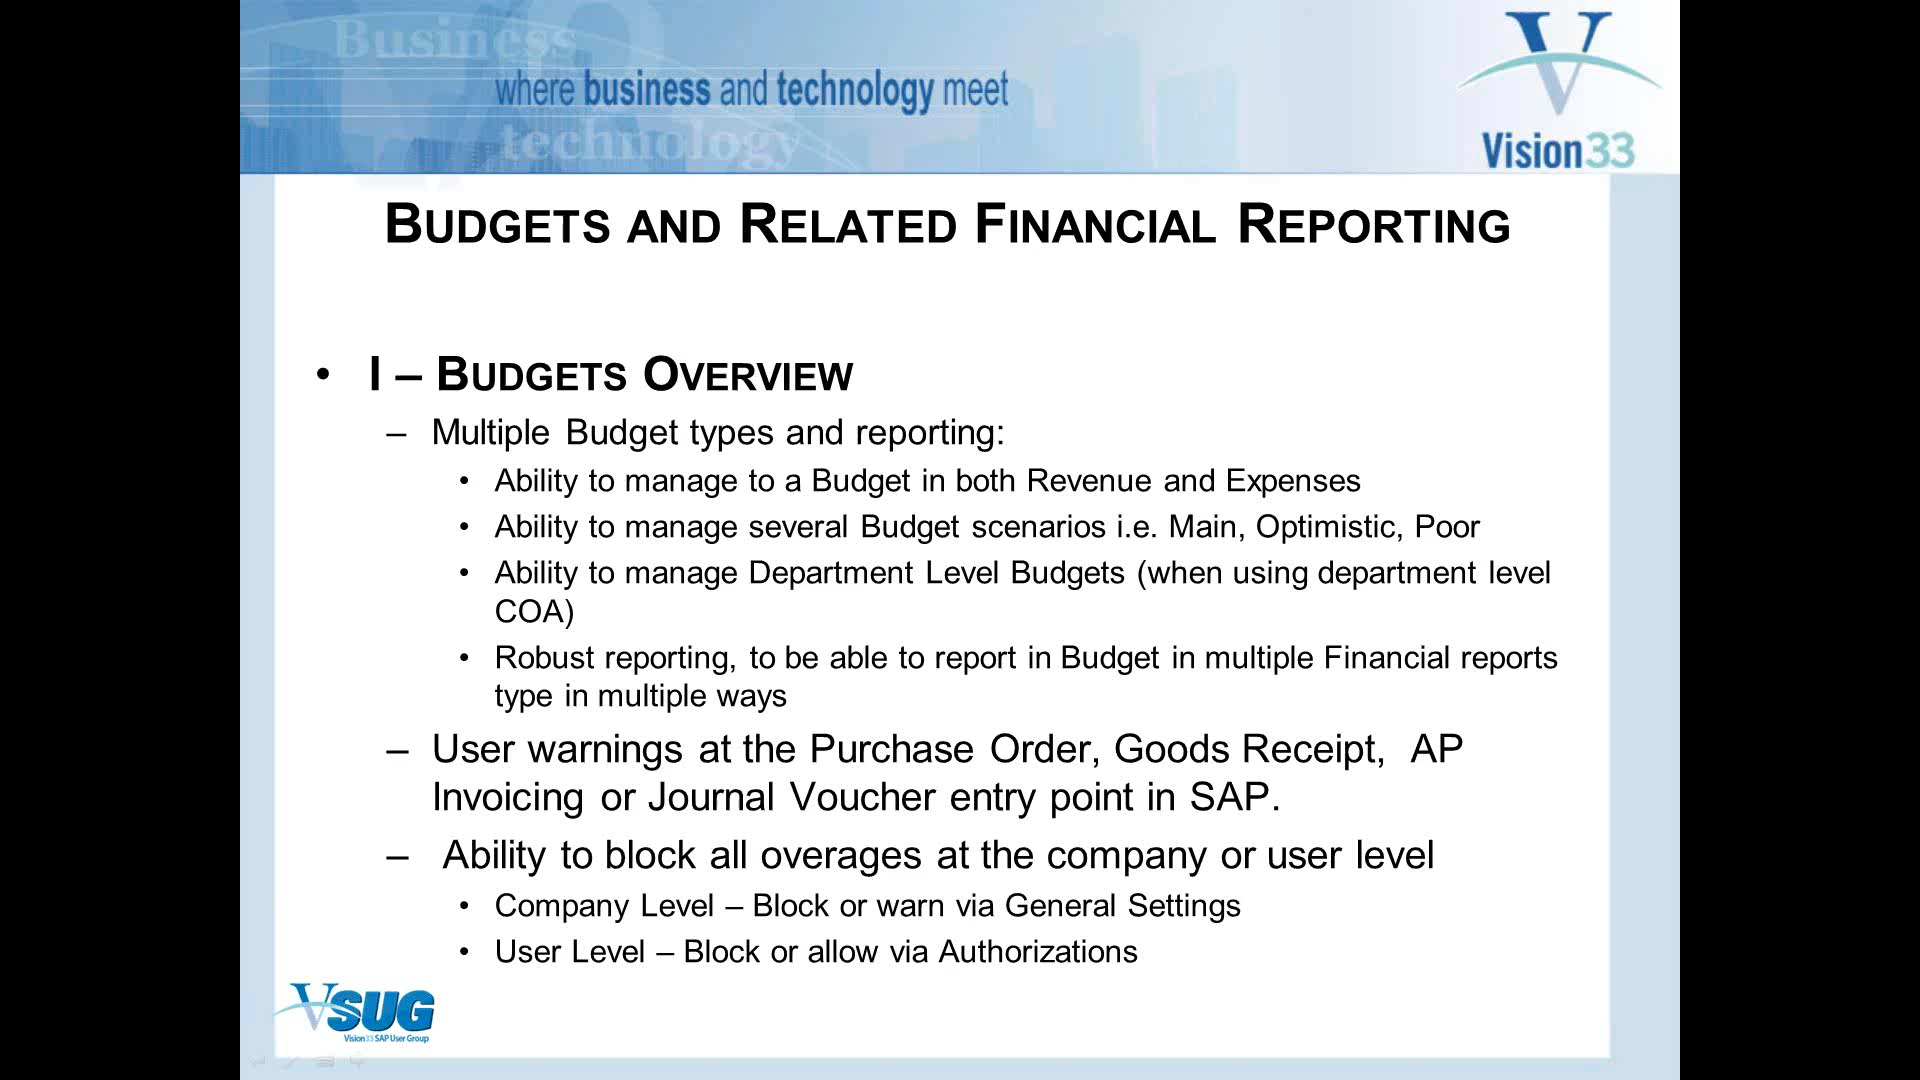 Business
where business and technology meet
technology
Vision33
BUDGETS AND RELATED FINANCIAL REPORTING
• I – BUDGETS OVERVIEW
– Multiple Budget types and reporting:
• Ability to manage to a Budget in both Revenue and Expenses
• Ability to manage several Budget scenarios i.e. Main, Optimistic, Poor
• Ability to manage Department Level Budgets (when using department level
COA)
• Robust reporting, to be able to report in Budget in multiple Financial reports
type in multiple ways
– User warnings at the Purchase Order, Goods Receipt, AP
Invoicing or Journal Voucher entry point in SAP.
– Ability to block all overages at the company or user level
• Company Level – Block or warn via General Settings
• User Level – Block or allow via Authorizations
VSUG
Vision33 SAP User Group